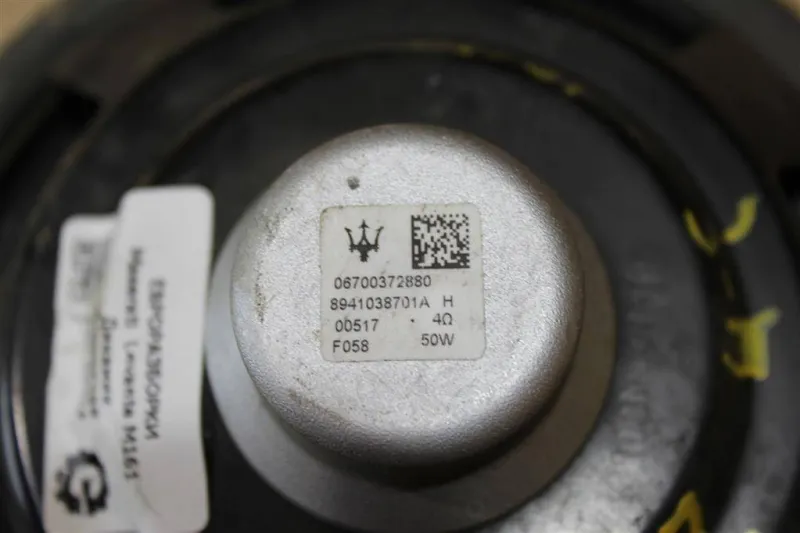 06700372880
8941038701A H
00517 · 4Ω
F058 50W
ЕВРОРАЗБОРКИ
Maserati Levante M161